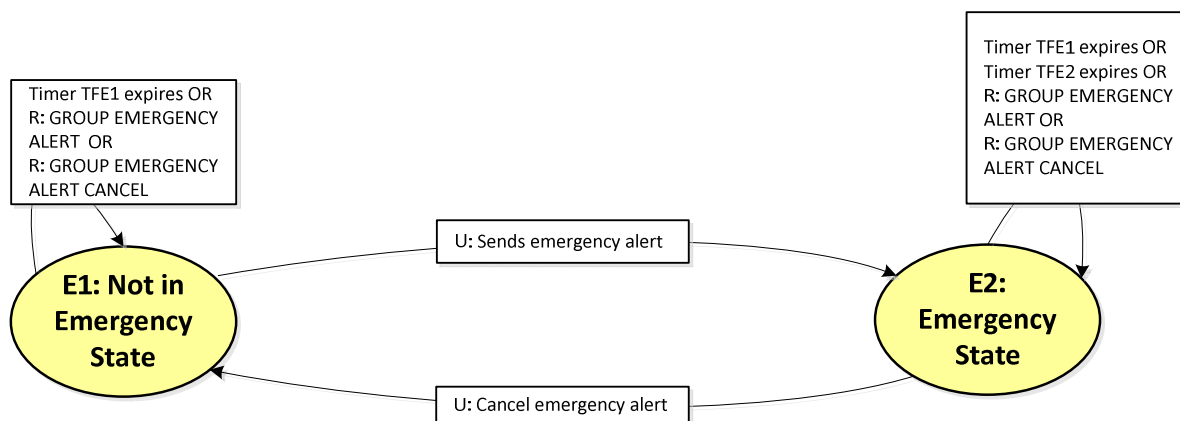 Timer TFE1 expires OR
Timer TFE2 expires OR
R: GROUP EMERGENCY
ALERT OR
R: GROUP EMERGENCY
ALERT CANCEL
Timer TFE1 expires OR
R: GROUP EMERGENCY
ALERT OR
R: GROUP EMERGENCY
ALERT CANCEL
U: Sends emergency alert
E1: Not in
Emergency
State
E2:
Emergency
State
U: Cancel emergency alert